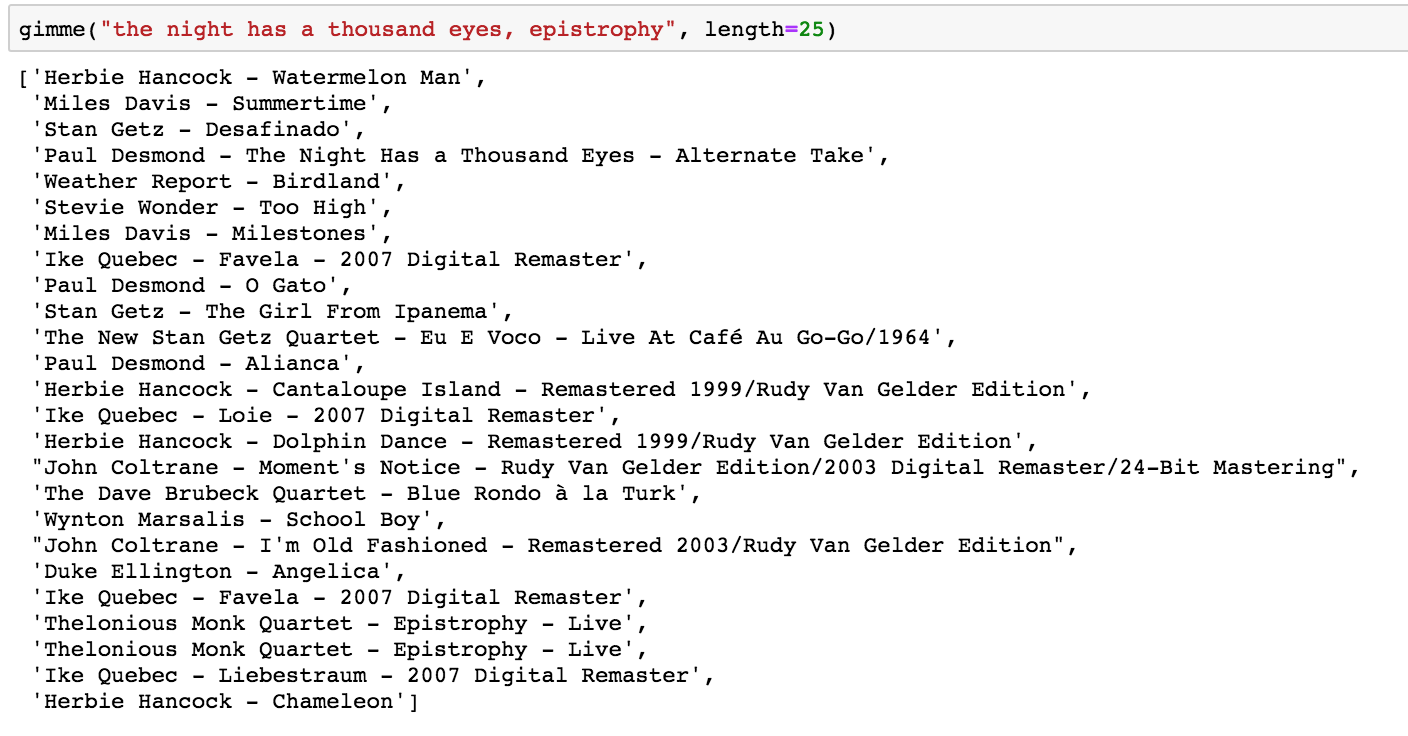 gimme("the night has a thousand eyes, epistrophy", length=25)
['Herbie Hancock – Watermelon Man',
'Miles Davis – Summertime',
'Stan Getz – Desafinado',
'Paul Desmond – The Night Has a Thousand Eyes – Alternate Take',
'Weather Report – Birdland',
'Stevie Wonder – Too High',
'Miles Davis – Milestones',
'Ike Quebec – Favela – 2007 Digital Remaster',
'Paul Desmond – O Gato',
'Stan Getz – The Girl From Ipanema',
'The New Stan Getz Quartet – Eu E Voco – Live At Café Au Go–Go/1964',
'Paul Desmond – Alianca',
'Herbie Hancock – Cantaloupe Island – Remastered 1999/Rudy Van Gelder Edition',
'Ike Quebec – Loie – 2007 Digital Remaster',
'Herbie Hancock – Dolphin Dance – Remastered 1999/Rudy Van Gelder Edition',
"John Coltrane – Moment's Notice – Rudy Van Gelder Edition/2003 Digital Remaster/24–Bit Mastering",
'The Dave Brubeck Quartet – Blue Rondo à la Turk',
'Wynton Marsalis – School Boy',
"John Coltrane – I'm Old Fashioned – Remastered 2003/Rudy Van Gelder Edition",
'Duke Ellington – Angelica',
'Ike Quebec – Favela – 2007 Digital Remaster',
'Thelonious Monk Quartet – Epistrophy – Live',
'Thelonious Monk Quartet – Epistrophy – Live',
'Ike Quebec – Liebestraum – 2007 Digital Remaster',
'Herbie Hancock – Chameleon']